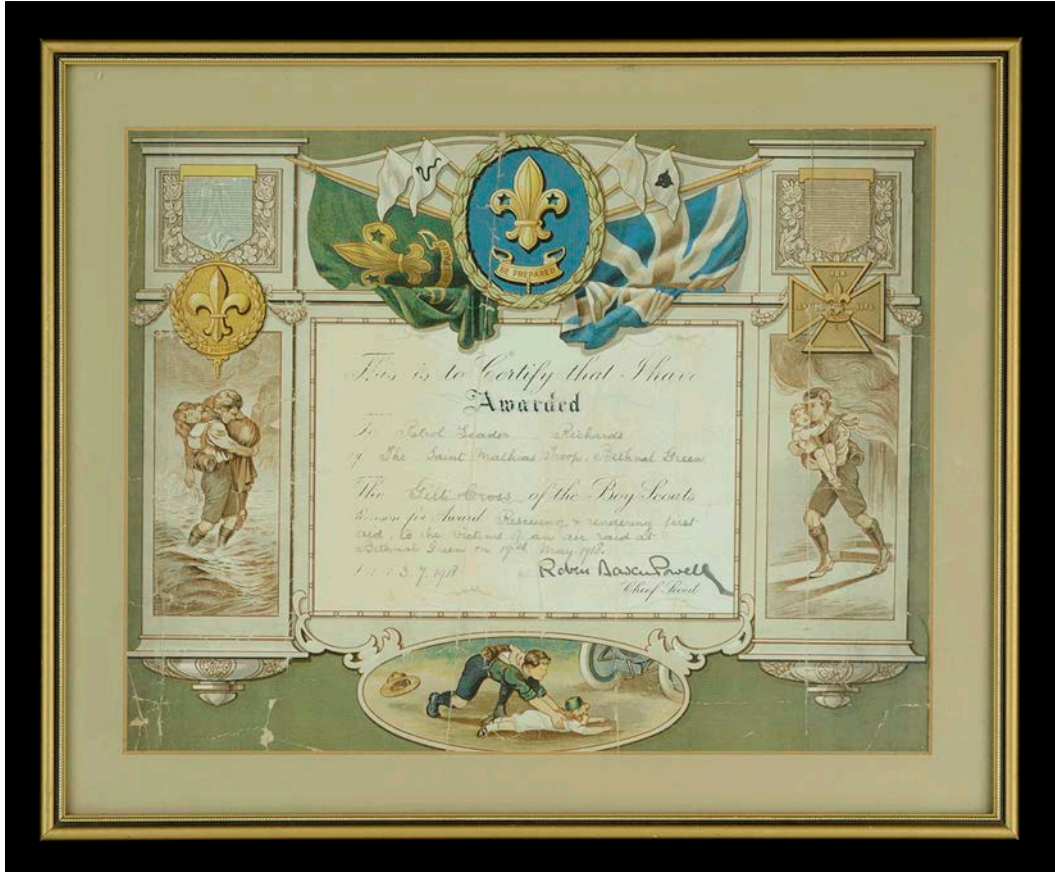 BE PREPARED
This is to Certify that I have
Awarded
To Patrol Leader Richards
of The Saint Mathias Troop. Bethnal Green
The Gilt Cross of the Boy Scouts
Reason for Award Rescuing & rendering first
aid, to the victims of an air raid at
Bethnal Green on 19th May 1918.
3.7.1918
Robert Baden Powell
Chief Scout